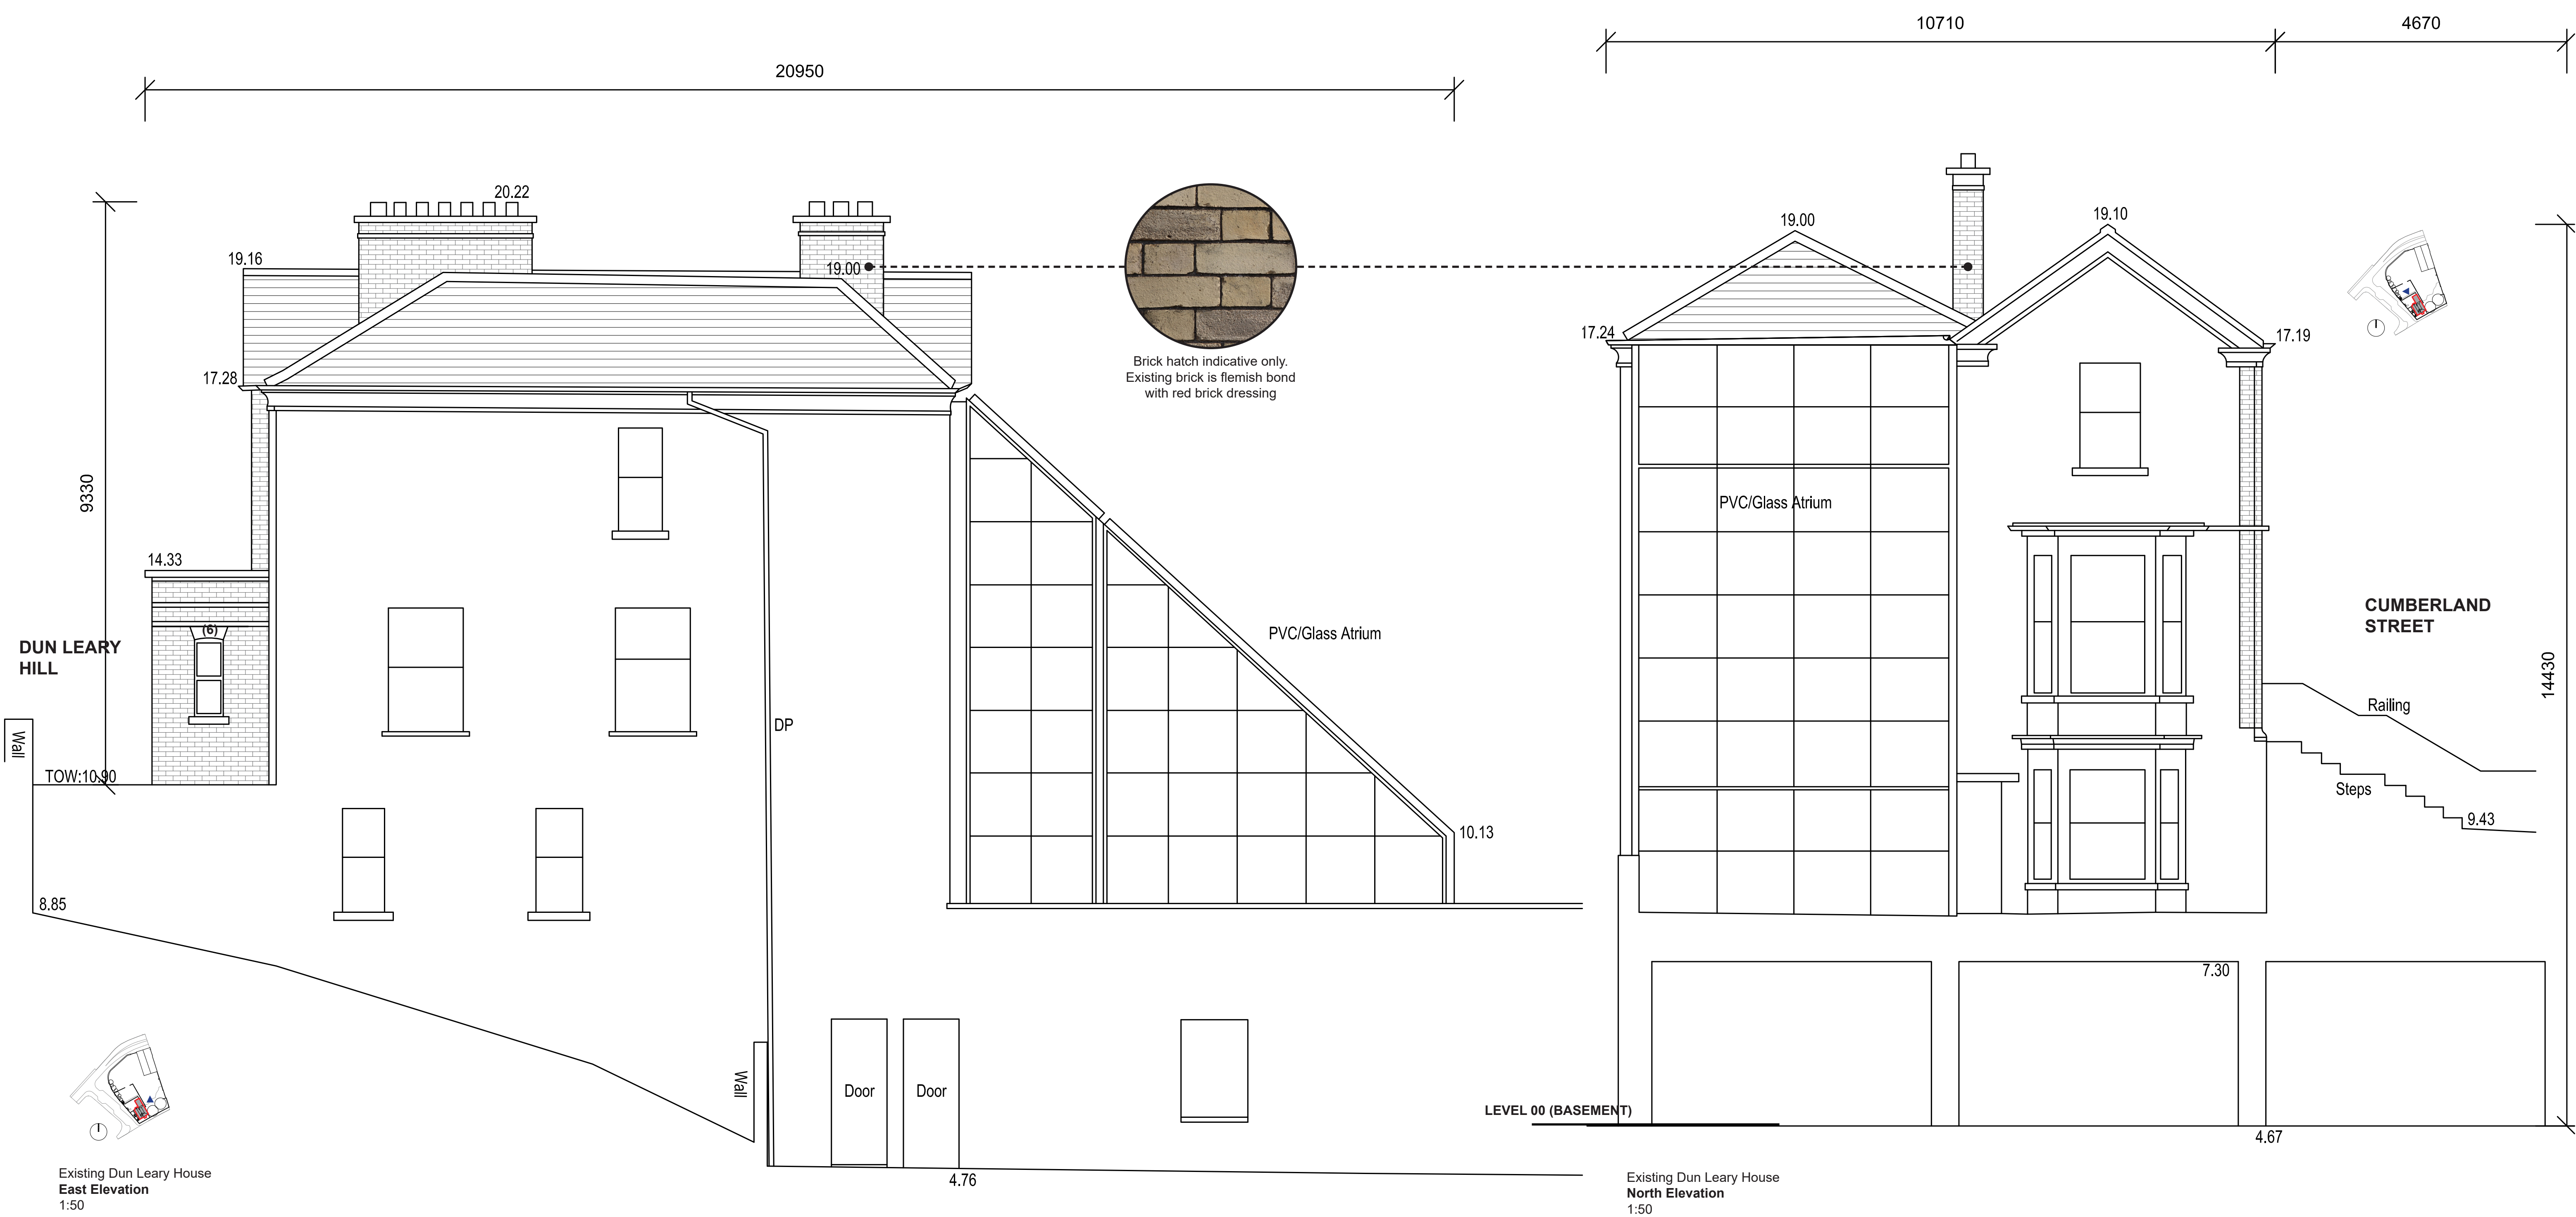 10710
4670
20950
20.22
19.16
19.00
17.28
14.33
9330
DUN LEARY
HILL
(6)
Wall
TOW:10.90
8.85
DP
PVC/Glass Atrium
10.13
Wall
Door
Door
4.76
Brick hatch indicative only.
Existing brick is flemish bond
with red brick dressing
19.00
19.10
17.24
17.19
PVC/Glass Atrium
CUMBERLAND
STREET
14430
Railing
Steps
9.43
7.30
LEVEL 00 (BASEMENT)
4.67
Existing Dun Leary House
East Elevation
1:50
Existing Dun Leary House
North Elevation
1:50